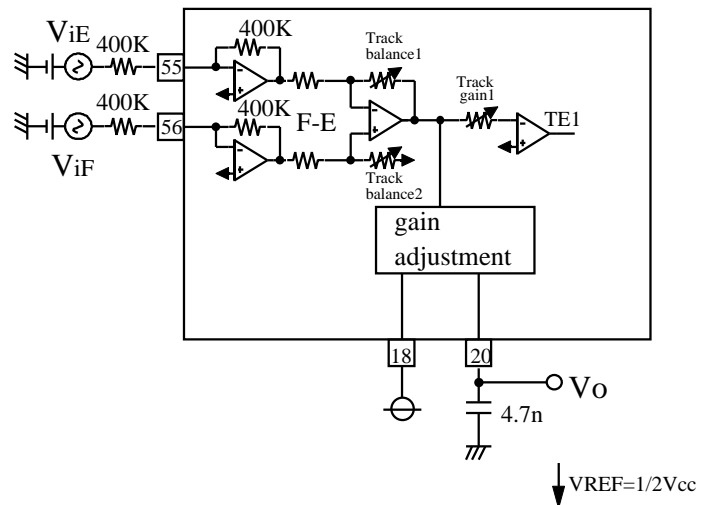 ViE
400K
55
400K
Track
balance1
Track
gain1
TE1
400K
56
400K
F-E
ViF
Track
balance2
gain
adjustment
18
20
Vo
4.7n
VREF=1/2Vcc